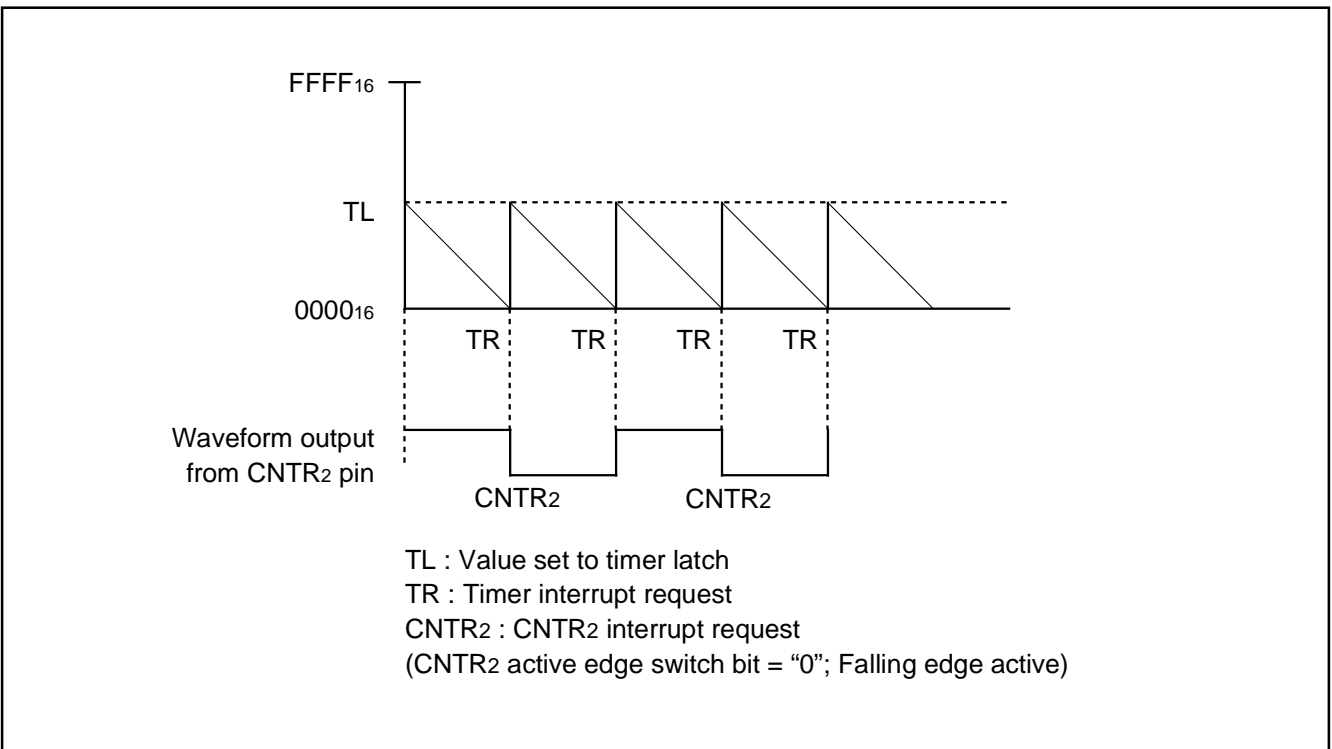 FFFF16
TL
000016
TR TR TR TR
Waveform output
from CNTR2 pin
CNTR2 CNTR2
TL : Value set to timer latch
TR : Timer interrupt request
CNTR2 : CNTR2 interrupt request
(CNTR2 active edge switch bit = “0”; Falling edge active)